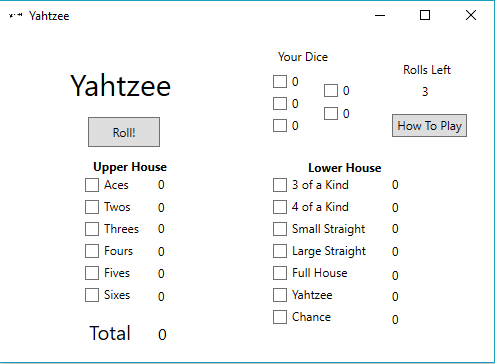 Yahtzee
Yahtzee
Roll!
Your Dice
0
0
0
0
0
Rolls Left
3
How To Play
Upper House
Aces 0
Twos 0
Threes 0
Fours 0
Fives 0
Sixes 0
Total 0
Lower House
3 of a Kind 0
4 of a Kind 0
Small Straight 0
Large Straight 0
Full House 0
Yahtzee 0
Chance 0